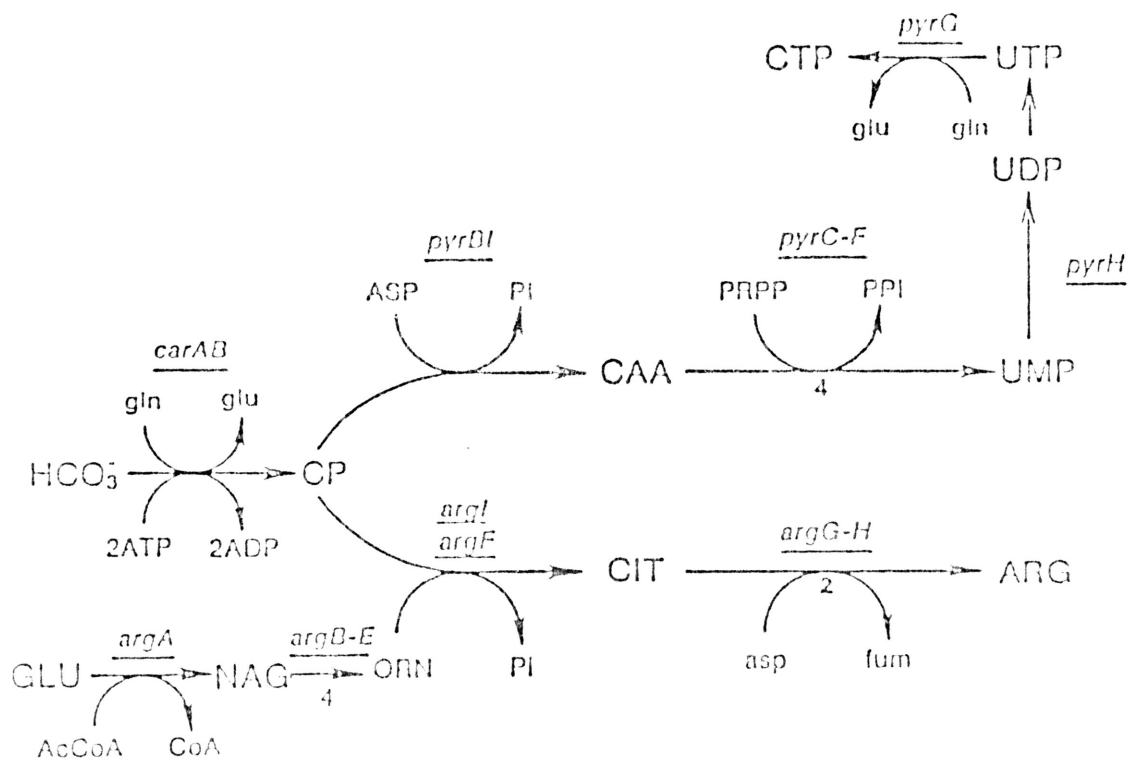 pyrG
CTP UTP
glu gln
UDP
pyrBI pyrC-F
pyrH
ASP PI PRPP PPI
carAB
CAA UMP
4
gln glu
HCO3- CP
argI
argF argG-H
2ATP 2ADP
CIT ARG
2
argA argB-E
asp fum
GLU NAG ORN PI
4
AcCoA CoA